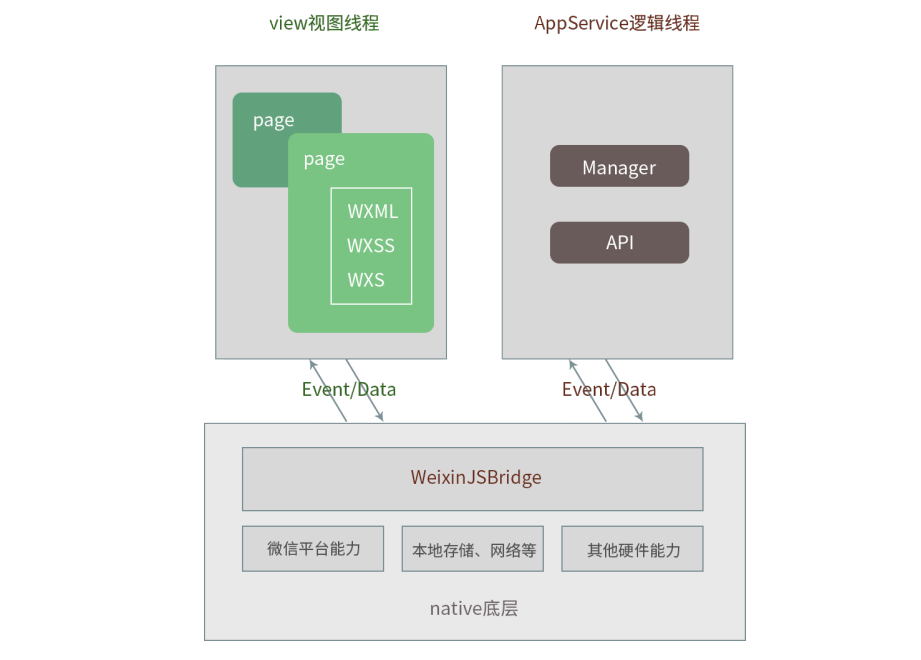 view视图线程
AppService逻辑线程
page
page
WXML
WXSS
WXS
Manager
API
Event/Data
Event/Data
WeixinJSBridge
微信平台能力
本地存储、网络等
其他硬件能力
native底层